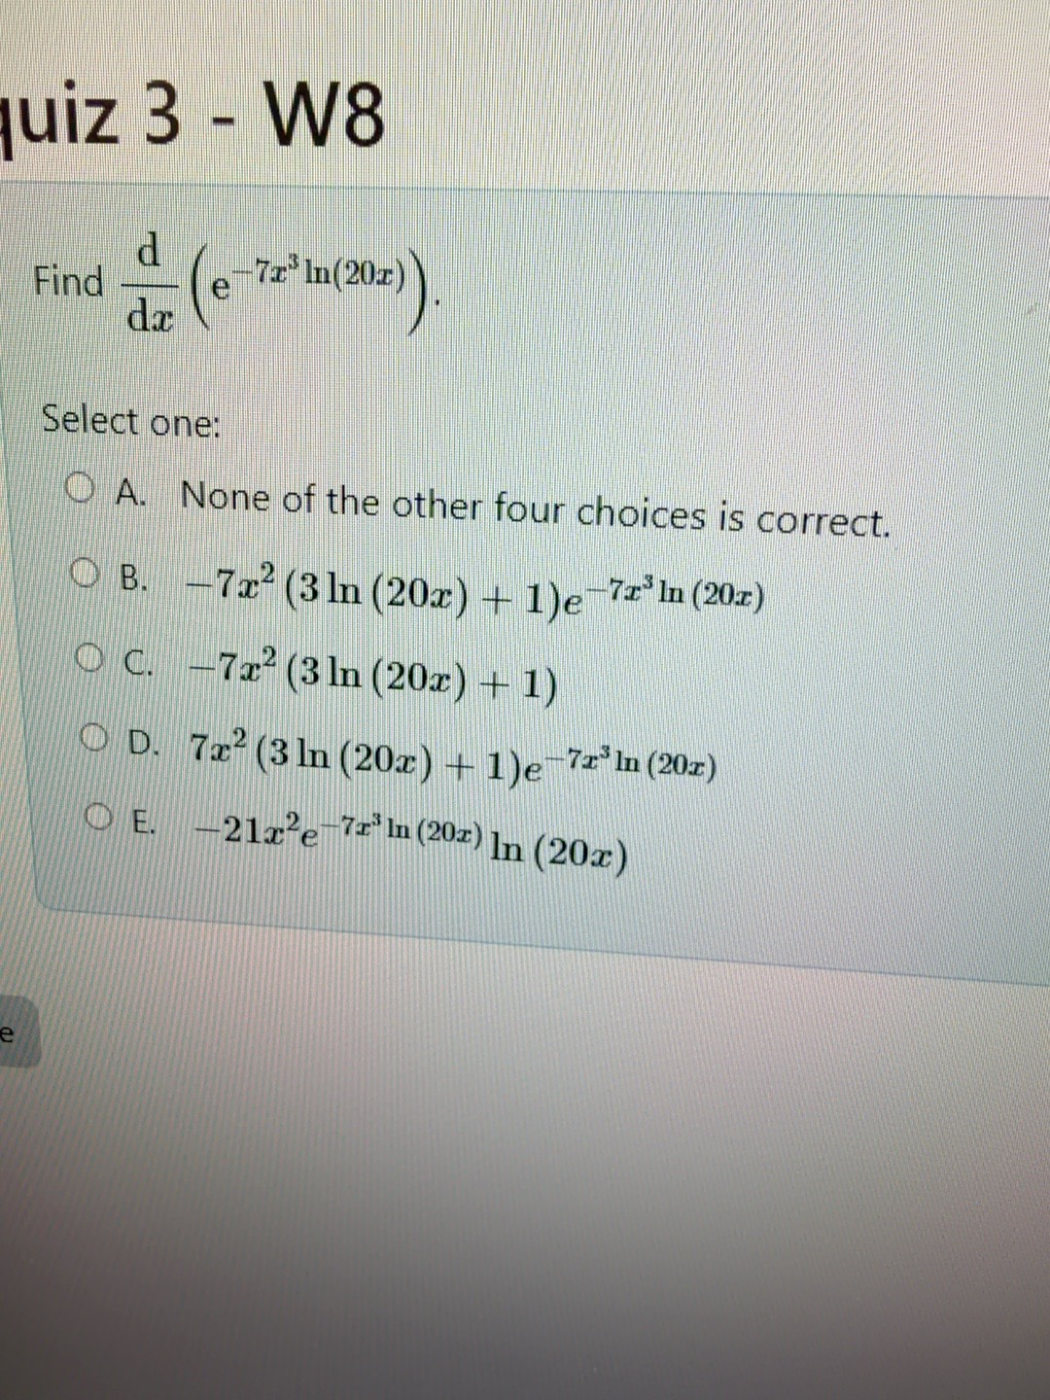 quiz 3 - W8
Find d/dx (e^{-7x³ ln(20x)}).
Select one:
A. None of the other four choices is correct.
B. −7x² (3 ln (20x) + 1)e^{−7x³ ln (20x)}
C. −7x² (3 ln (20x) + 1)
D. 7x² (3 ln (20x) + 1)e^{−7x³ ln (20x)}
E. −21x²e^{−7x³ ln (20x)} ln (20x)
e